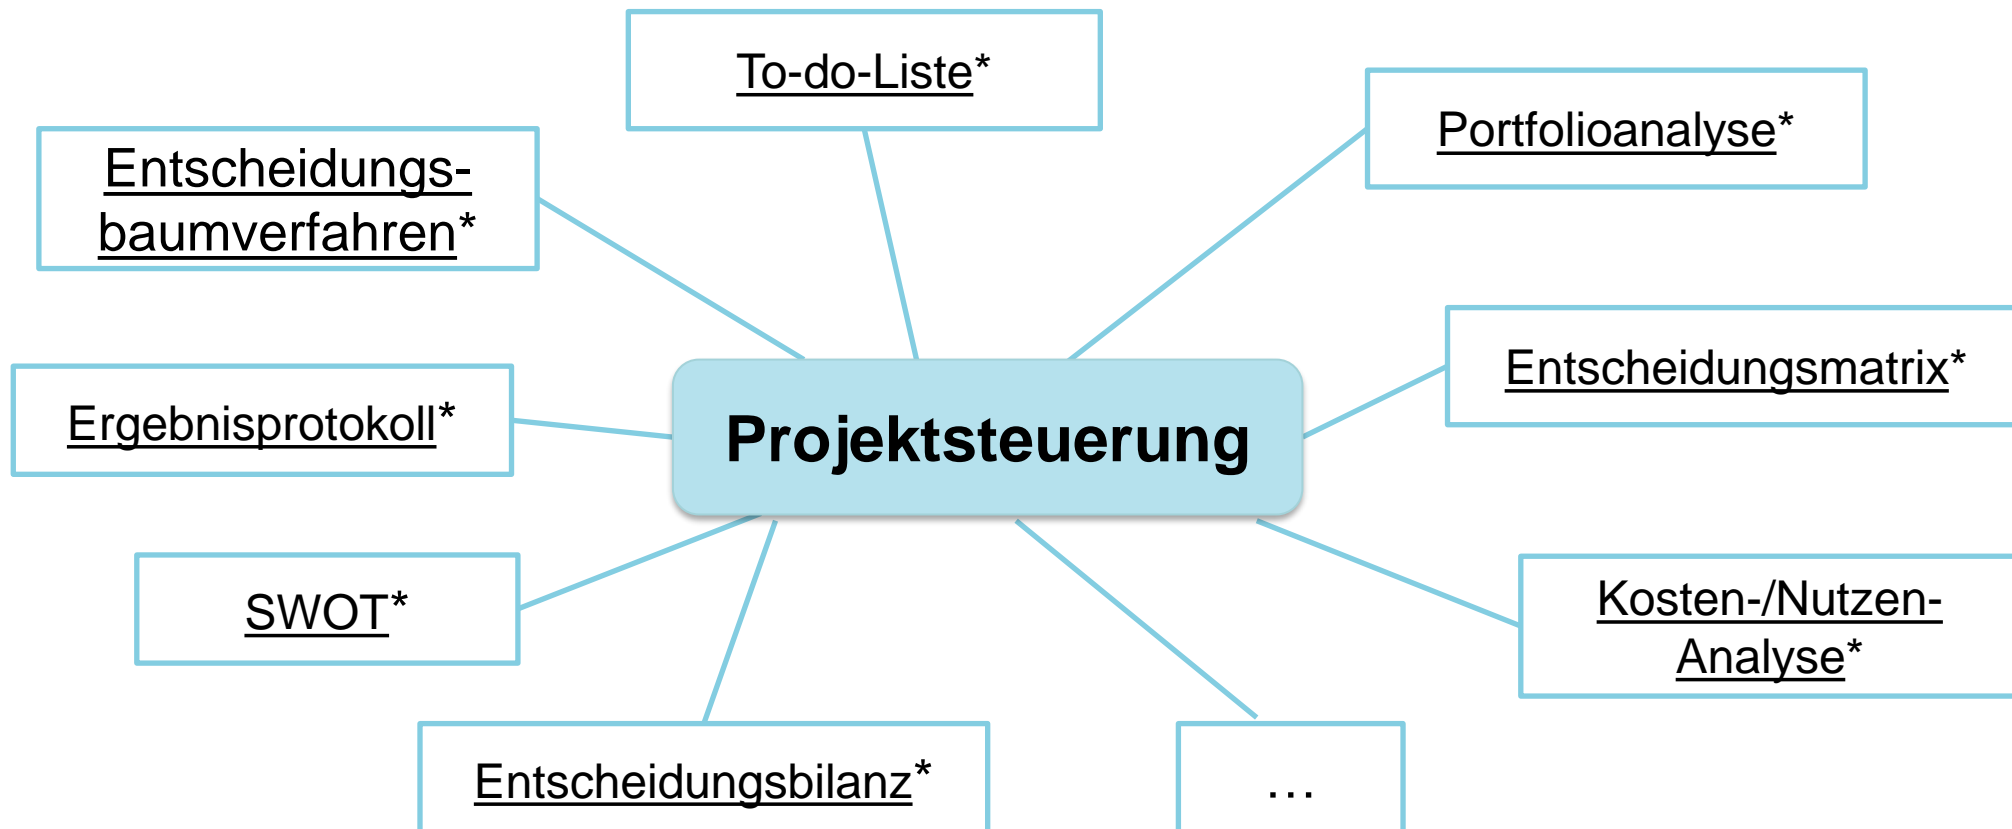 To-do-Liste*
Portfolioanalyse*
Entscheidungs-
baumverfahren*
Entscheidungsmatrix*
Ergebnisprotokoll*
Projektsteuerung
SWOT*
Kosten-/Nutzen-
Analyse*
Entscheidungsbilanz*
…